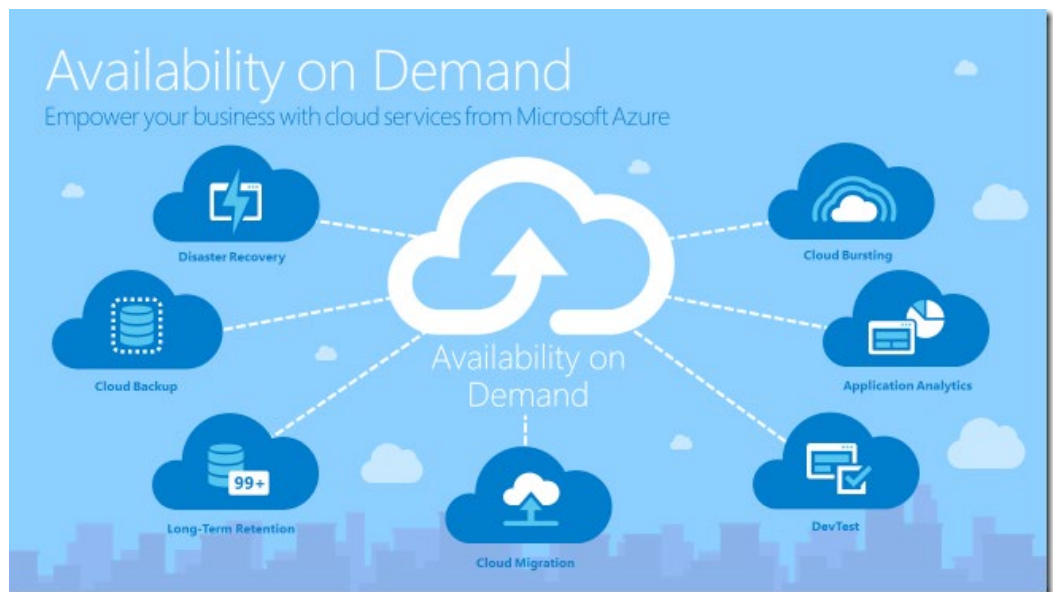 Availability on Demand
Empower your business with cloud services from Microsoft Azure
Disaster Recovery
Cloud Bursting
Cloud Backup
Availability on
Demand
Application Analytics
99+
Long-Term Retention
DevTest
Cloud Migration